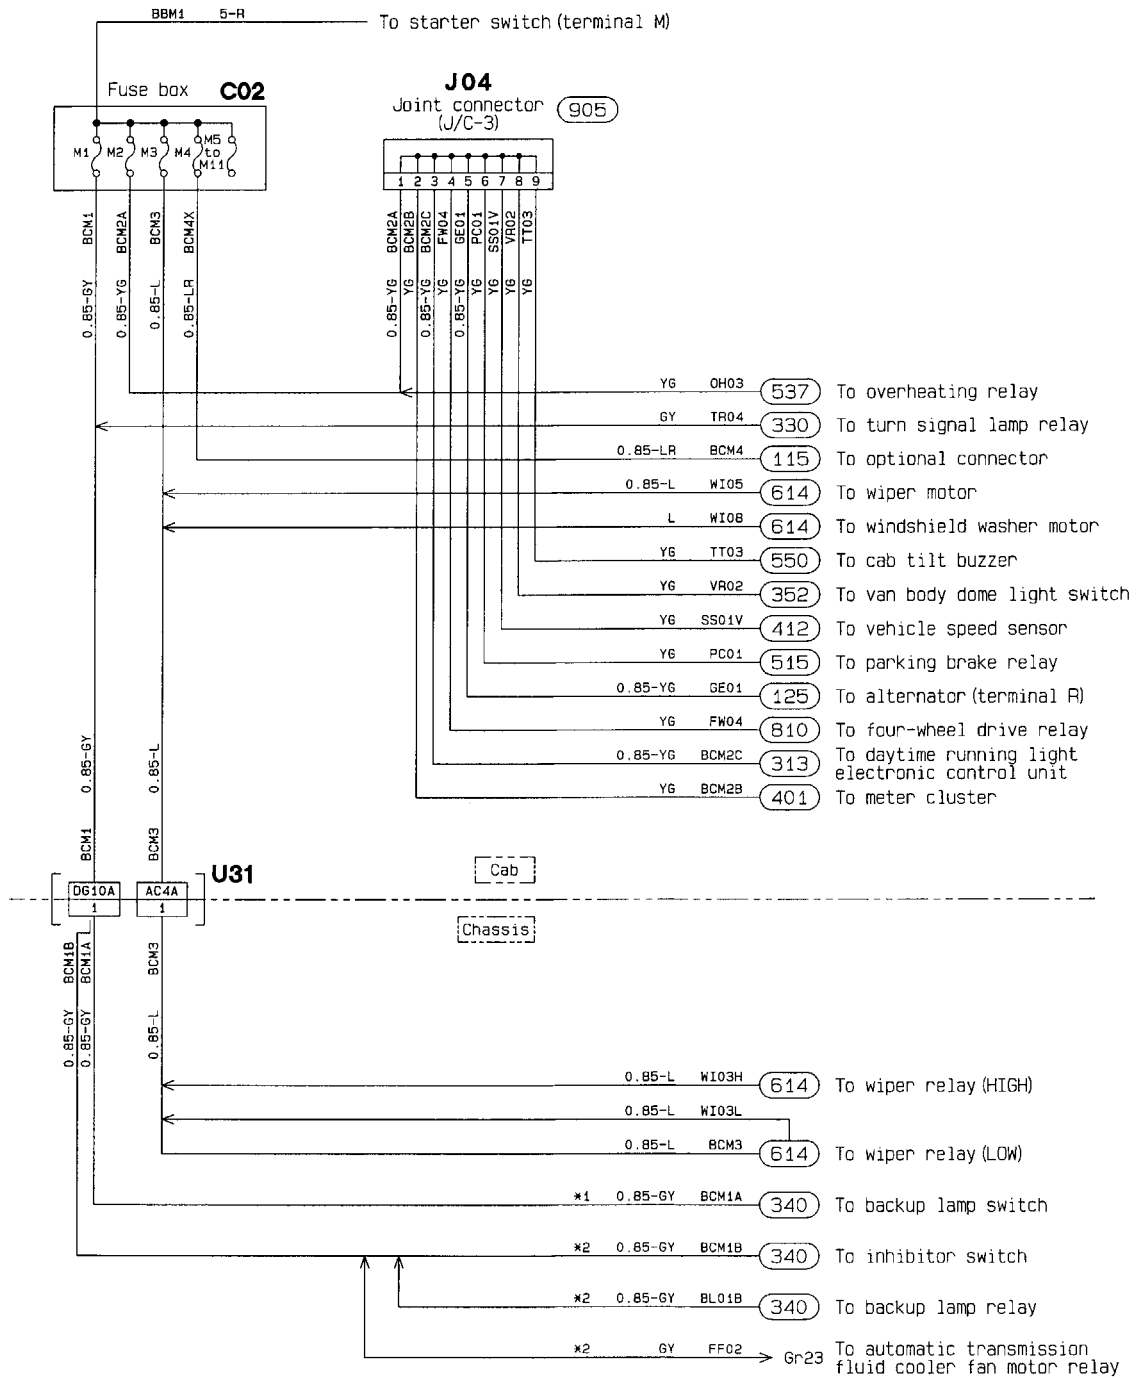 BBM1 5-R To starter switch (terminal M)
Fuse box C02
J04
Joint connector 905
(J/C-3)
M1 M2 M3 M4 M5 to M11
1 2 3 4 5 6 7 8 9
BCM1 BCM2A BCM3 BCM4X
0.85-GY 0.85-YG 0.85-L 0.85-LR
BCM2A BCM2B BCM2C FW04 GE01 PC01 SS01V VR02 TT03
0.85-YG YG 0.85-YG YG 0.85-YG YG YG YG YG
YG OH03 537 To overheating relay
GY TR04 330 To turn signal lamp relay
0.85-LR BCM4 115 To optional connector
0.85-L WI05 614 To wiper motor
L WI08 614 To windshield washer motor
YG TT03 550 To cab tilt buzzer
YG VR02 352 To van body dome light switch
YG SS01V 412 To vehicle speed sensor
YG PC01 515 To parking brake relay
0.85-YG GE01 125 To alternator (terminal R)
YG FW04 810 To four-wheel drive relay
0.85-YG BCM2C 313 To daytime running light
electronic control unit
YG BCM2B 401 To meter cluster
0.85-GY 0.85-L
BCM1 BCM3
U31
DG10A AC4A
1 1
Cab
Chassis
BCM1B BCM1A BCM3
0.85-GY 0.85-GY 0.85-L
0.85-L WI03H 614 To wiper relay (HIGH)
0.85-L WI03L
0.85-L BCM3 614 To wiper relay (LOW)
*1 0.85-GY BCM1A 340 To backup lamp switch
*2 0.85-GY BCM1B 340 To inhibitor switch
*2 0.85-GY BL01B 340 To backup lamp relay
*2 GY FF02 Gr23 To automatic transmission
fluid cooler fan motor relay